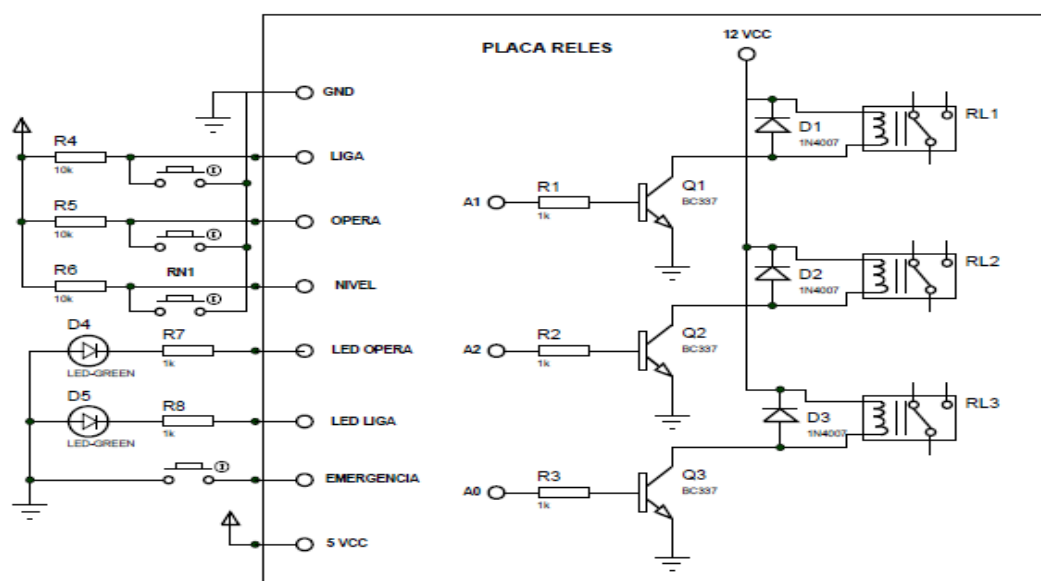 PLACA RELES
12 VCC
GND
R4
10k
LIGA
R5
10k
OPERA
R6
10k
RN1
NIVEL
D4
LED-GREEN
R7
1k
LED OPERA
D5
LED-GREEN
R8
1k
LED LIGA
EMERGENCIA
5 VCC
A1
R1
1k
Q1
BC337
D1
1N4007
RL1
A2
R2
1k
Q2
BC337
D2
1N4007
RL2
A0
R3
1k
Q3
BC337
D3
1N4007
RL3